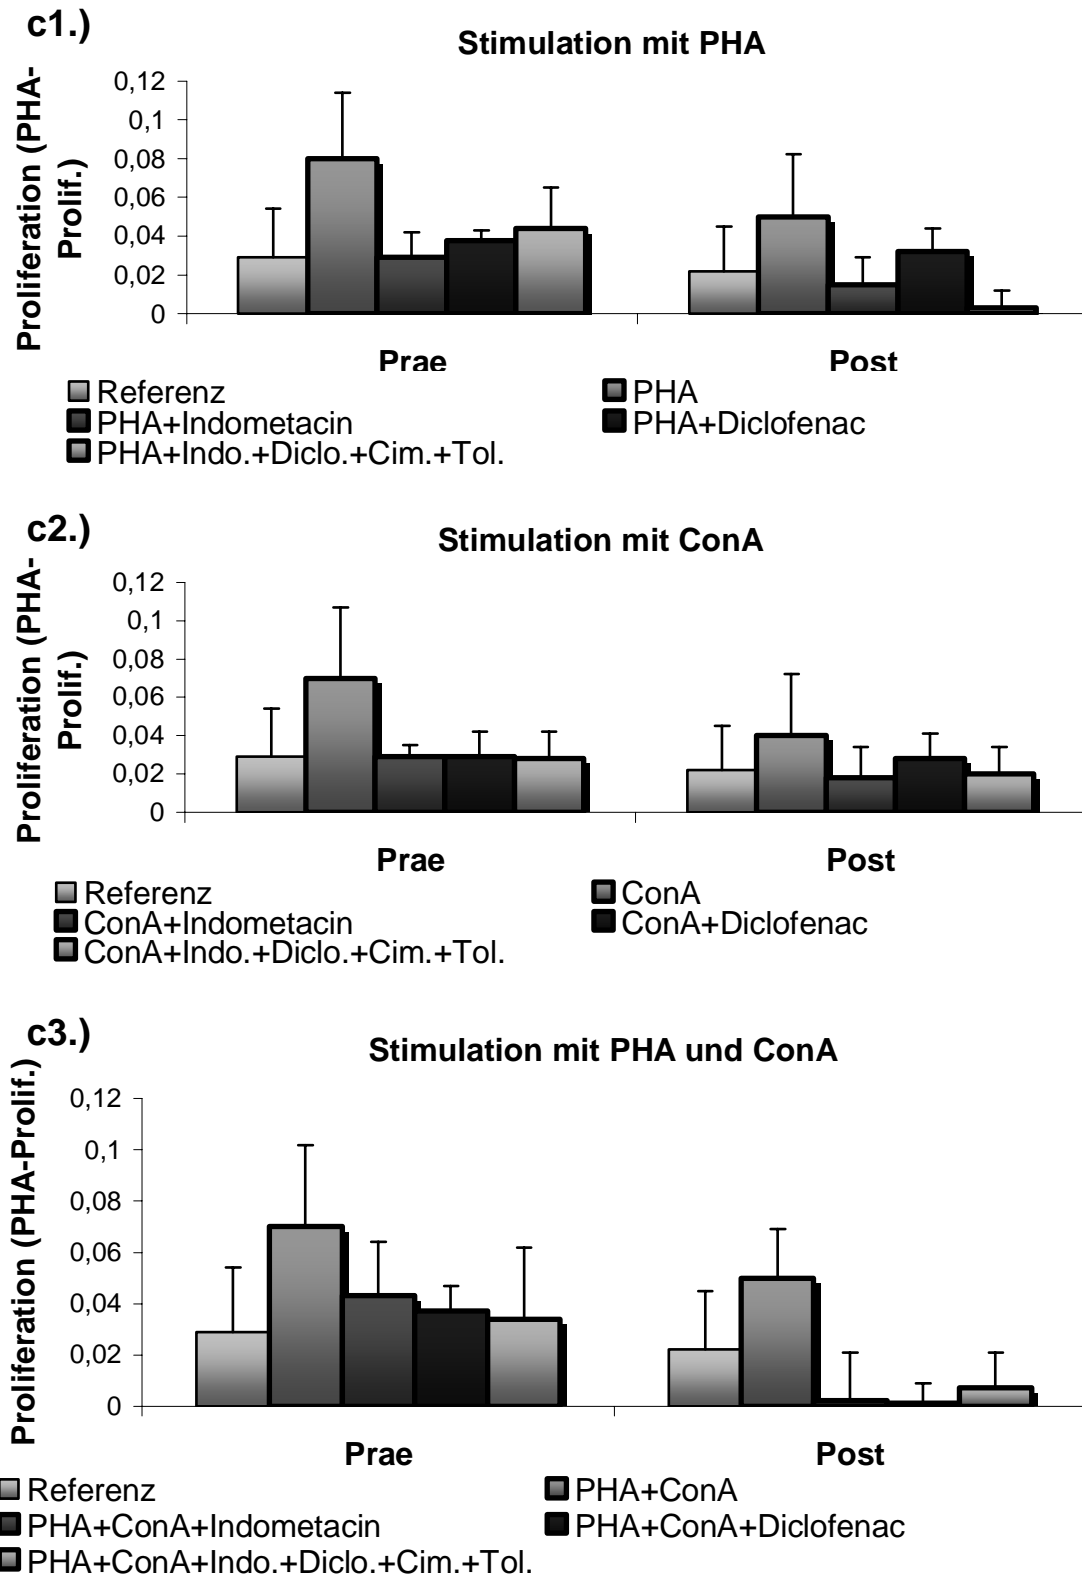 c1.)
Stimulation mit PHA
Proliferation (PHA-
Prolif.)
0,12
0,1
0,08
0,06
0,04
0,02
0
Prae Post
Referenz PHA
PHA+Indometacin PHA+Diclofenac
PHA+Indo.+Diclo.+Cim.+Tol.
c2.)
Stimulation mit ConA
Proliferation (PHA-
Prolif.)
0,12
0,1
0,08
0,06
0,04
0,02
0
Prae Post
Referenz ConA
ConA+Indometacin ConA+Diclofenac
ConA+Indo.+Diclo.+Cim.+Tol.
c3.)
Stimulation mit PHA und ConA
Proliferation (PHA-Prolif.)
0,12
0,1
0,08
0,06
0,04
0,02
0
Prae Post
Referenz PHA+ConA
PHA+ConA+Indometacin PHA+ConA+Diclofenac
PHA+ConA+Indo.+Diclo.+Cim.+Tol.